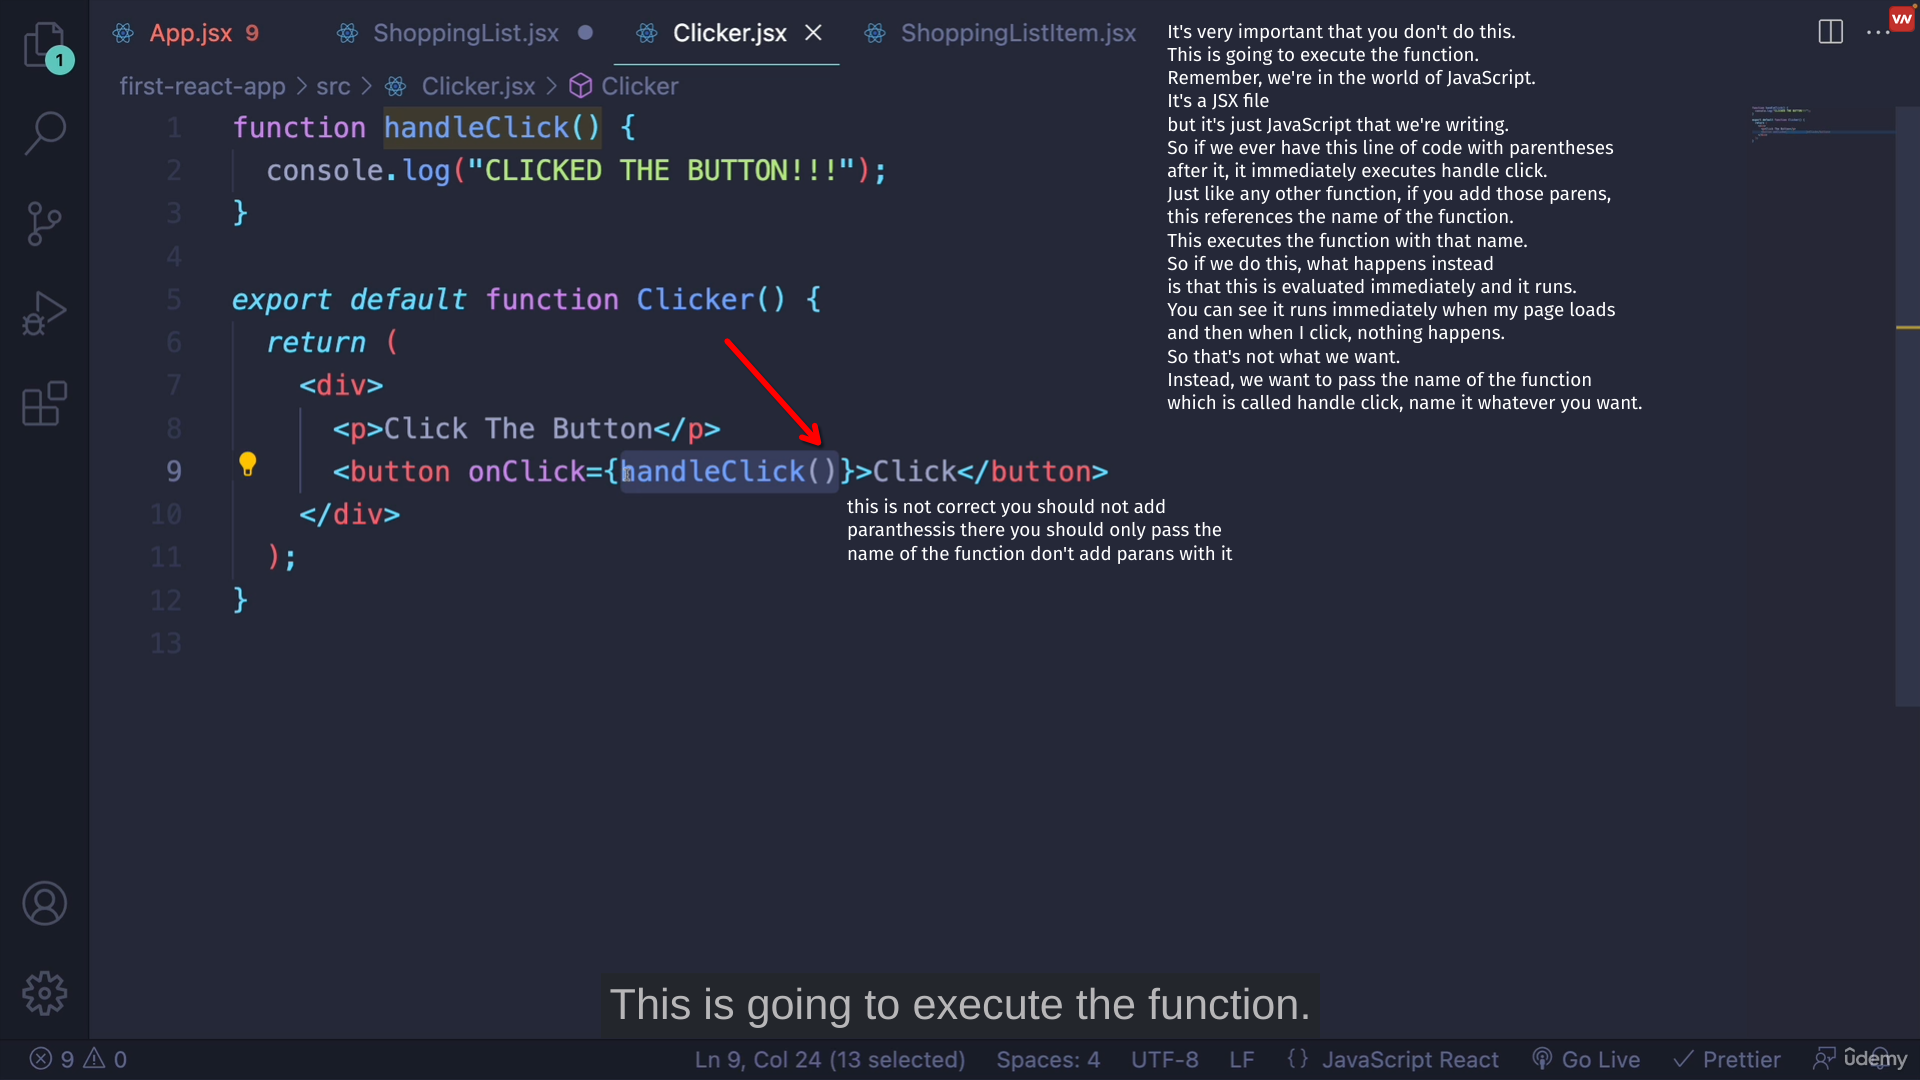 App.jsx 9
ShoppingList.jsx
Clicker.jsx
ShoppingListItem.jsx
VN
1
first-react-app > src > Clicker.jsx > Clicker
1 function handleClick() {
2 console.log("CLICKED THE BUTTON!!!");
3 }
4
5 export default function Clicker() {
6 return (
7 <div>
8 <p>Click The Button</p>
9 <button onClick={handleClick()}>Click</button>
10 </div>
11 );
12 }
13
It's very important that you don't do this.
This is going to execute the function.
Remember, we're in the world of JavaScript.
It's a JSX file
but it's just JavaScript that we're writing.
So if we ever have this line of code with parentheses
after it, it immediately executes handle click.
Just like any other function, if you add those parens,
this references the name of the function.
This executes the function with that name.
So if we do this, what happens instead
is that this is evaluated immediately and it runs.
You can see it runs immediately when my page loads
and then when I click, nothing happens.
So that's not what we want.
Instead, we want to pass the name of the function
which is called handle click, name it whatever you want.
this is not correct you should not add
paranthessis there you should only pass the
name of the function don't add parans with it
This is going to execute the function.
9 0
Ln 9, Col 24 (13 selected)
Spaces: 4
UTF-8
LF
{} JavaScript React
Go Live
Prettier
ûdemy